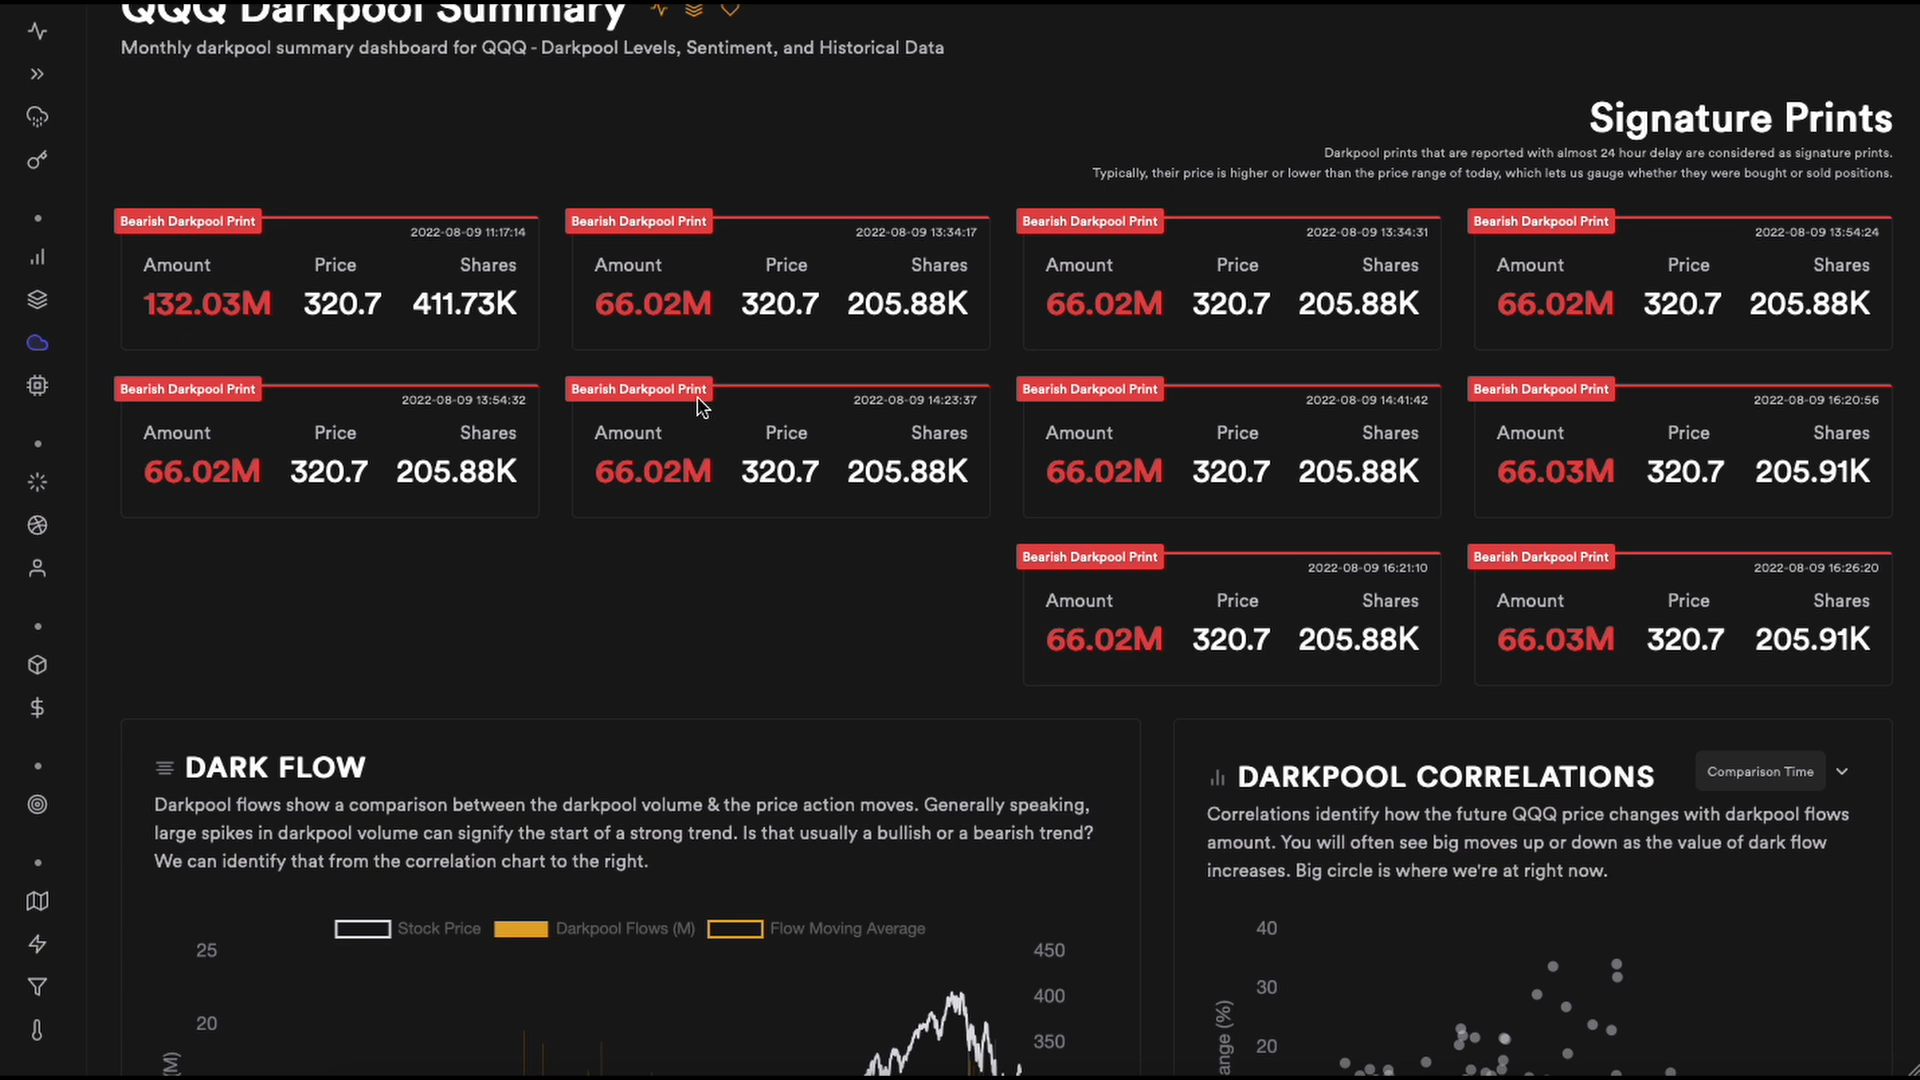 QQQ Darkpool Summary
Monthly darkpool summary dashboard for QQQ - Darkpool Levels, Sentiment, and Historical Data
Signature Prints
Darkpool prints that are reported with almost 24 hour delay are considered as signature prints.
Typically, their price is higher or lower than the price range of today, which lets us gauge whether they were bought or sold positions.
Bearish Darkpool Print
2022-08-09 11:17:14
Amount Price Shares
132.03M 320.7 411.73K
Bearish Darkpool Print
2022-08-09 13:34:17
Amount Price Shares
66.02M 320.7 205.88K
Bearish Darkpool Print
2022-08-09 13:34:31
Amount Price Shares
66.02M 320.7 205.88K
Bearish Darkpool Print
2022-08-09 13:54:24
Amount Price Shares
66.02M 320.7 205.88K
Bearish Darkpool Print
2022-08-09 13:54:32
Amount Price Shares
66.02M 320.7 205.88K
Bearish Darkpool Print
2022-08-09 14:23:37
Amount Price Shares
66.02M 320.7 205.88K
Bearish Darkpool Print
2022-08-09 14:41:42
Amount Price Shares
66.02M 320.7 205.88K
Bearish Darkpool Print
2022-08-09 16:20:56
Amount Price Shares
66.03M 320.7 205.91K
Bearish Darkpool Print
2022-08-09 16:21:10
Amount Price Shares
66.02M 320.7 205.88K
Bearish Darkpool Print
2022-08-09 16:26:20
Amount Price Shares
66.03M 320.7 205.91K
DARK FLOW
Darkpool flows show a comparison between the darkpool volume & the price action moves. Generally speaking,
large spikes in darkpool volume can signify the start of a strong trend. Is that usually a bullish or a bearish trend?
We can identify that from the correlation chart to the right.
Stock Price Darkpool Flows (M) Flow Moving Average
25
20
(M)
450
400
350
DARKPOOL CORRELATIONS
Comparison Time
Correlations identify how the future QQQ price changes with darkpool flows
amount. You will often see big moves up or down as the value of dark flow
increases. Big circle is where we're at right now.
40
30
20
ange (%)